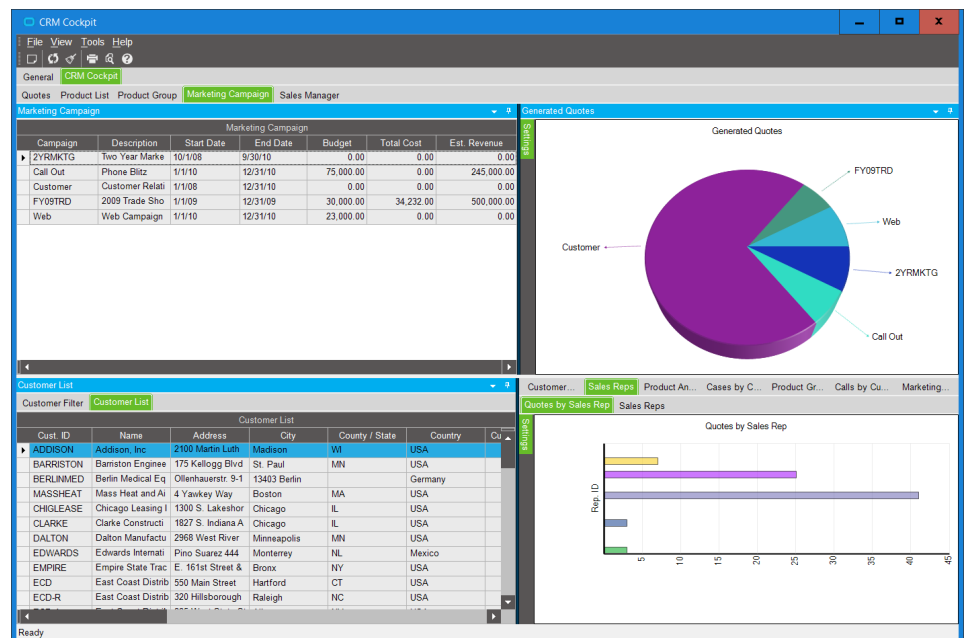 CRM Cockpit
X
File View Tools Help
General CRM Cockpit
Quotes Product List Product Group Marketing Campaign Sales Manager
Marketing Campaign
Marketing Campaign
Campaign Description Start Date End Date Budget Total Cost Est. Revenue
2YRMKTG Two Year Marke 10/1/08 9/30/10 0.00 0.00 0.00
Call Out Phone Blitz 1/1/10 12/31/10 75,000.00 0.00 245,000.00
Customer Customer Relati 1/1/08 12/31/10 0.00 0.00 0.00
FY09TRD 2009 Trade Sho 1/1/09 12/31/09 30,000.00 34,232.00 500,000.00
Web Web Campaign 1/1/10 12/31/10 23,000.00 0.00 0.00
Generated Quotes
Settings
Generated Quotes
FY09TRD
Web
Customer
2YRMKTG
Call Out
Customer List
Customer Filter Customer List
Customer List
Cust. ID Name Address City County / State Country Cu
ADDISON Addison, Inc 2100 Martin Luth Madison WI USA
BARRISTON Barriston Enginee 175 Kellogg Blvd St. Paul MN USA
BERLINMED Berlin Medical Eq Ollenhauerstr. 9-1 13403 Berlin Germany
MASSHEAT Mass Heat and Ai 4 Yawkey Way Boston MA USA
CHIGLEASE Chicago Leasing I 1300 S. Lakeshor Chicago IL USA
CLARKE Clarke Constructi 1827 S. Indiana A Chicago IL USA
DALTON Dalton Manufactu 2968 West River Minneapolis MN USA
EDWARDS Edwards Internati Pino Suarez 444 Monterrey NL Mexico
EMPIRE Empire State Trac E. 161st Street & Bronx NY USA
ECD East Coast Distrib 550 Main Street Hartford CT USA
ECD-R East Coast Distrib 320 Hillsborough Raleigh NC USA
Customer... Sales Reps Product An... Cases by C... Product Gr... Calls by Cu... Marketing...
Quotes by Sales Rep Sales Reps
Settings
Quotes by Sales Rep
Rep. ID
5 10 15 20 25 30 35 40 45
Ready